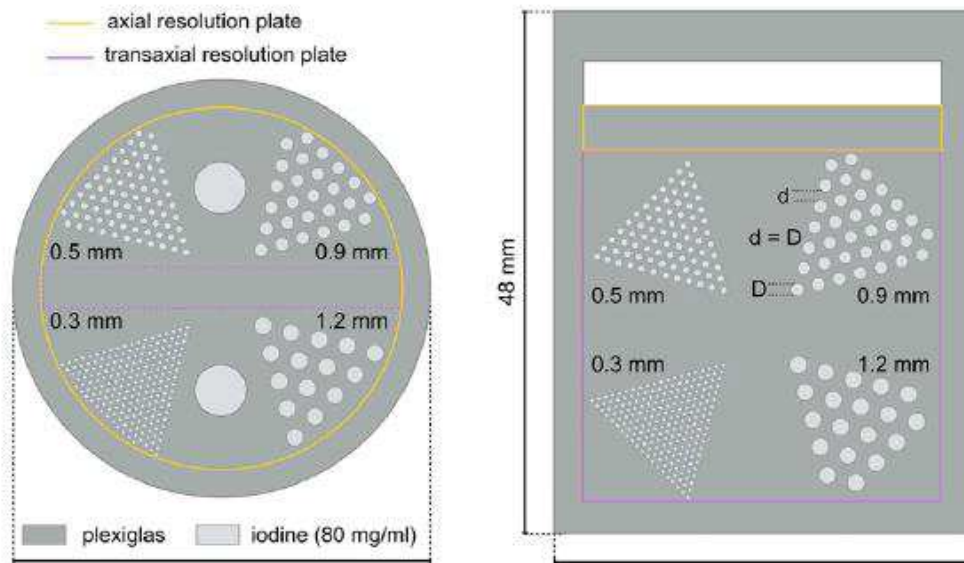 axial resolution plate
transaxial resolution plate
0.5 mm
0.9 mm
0.3 mm
1.2 mm
plexiglas
iodine (80 mg/ml)
48 mm
d
d = D
D
0.5 mm
0.9 mm
0.3 mm
1.2 mm